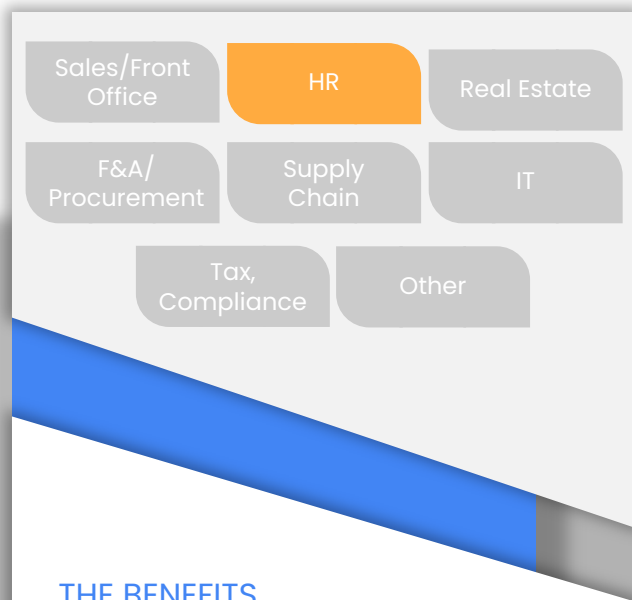 Sales/Front
Office
HR
Real Estate
F&A/
Procurement
Supply
Chain
IT
Tax,
Compliance
Other
THE BENEFITS